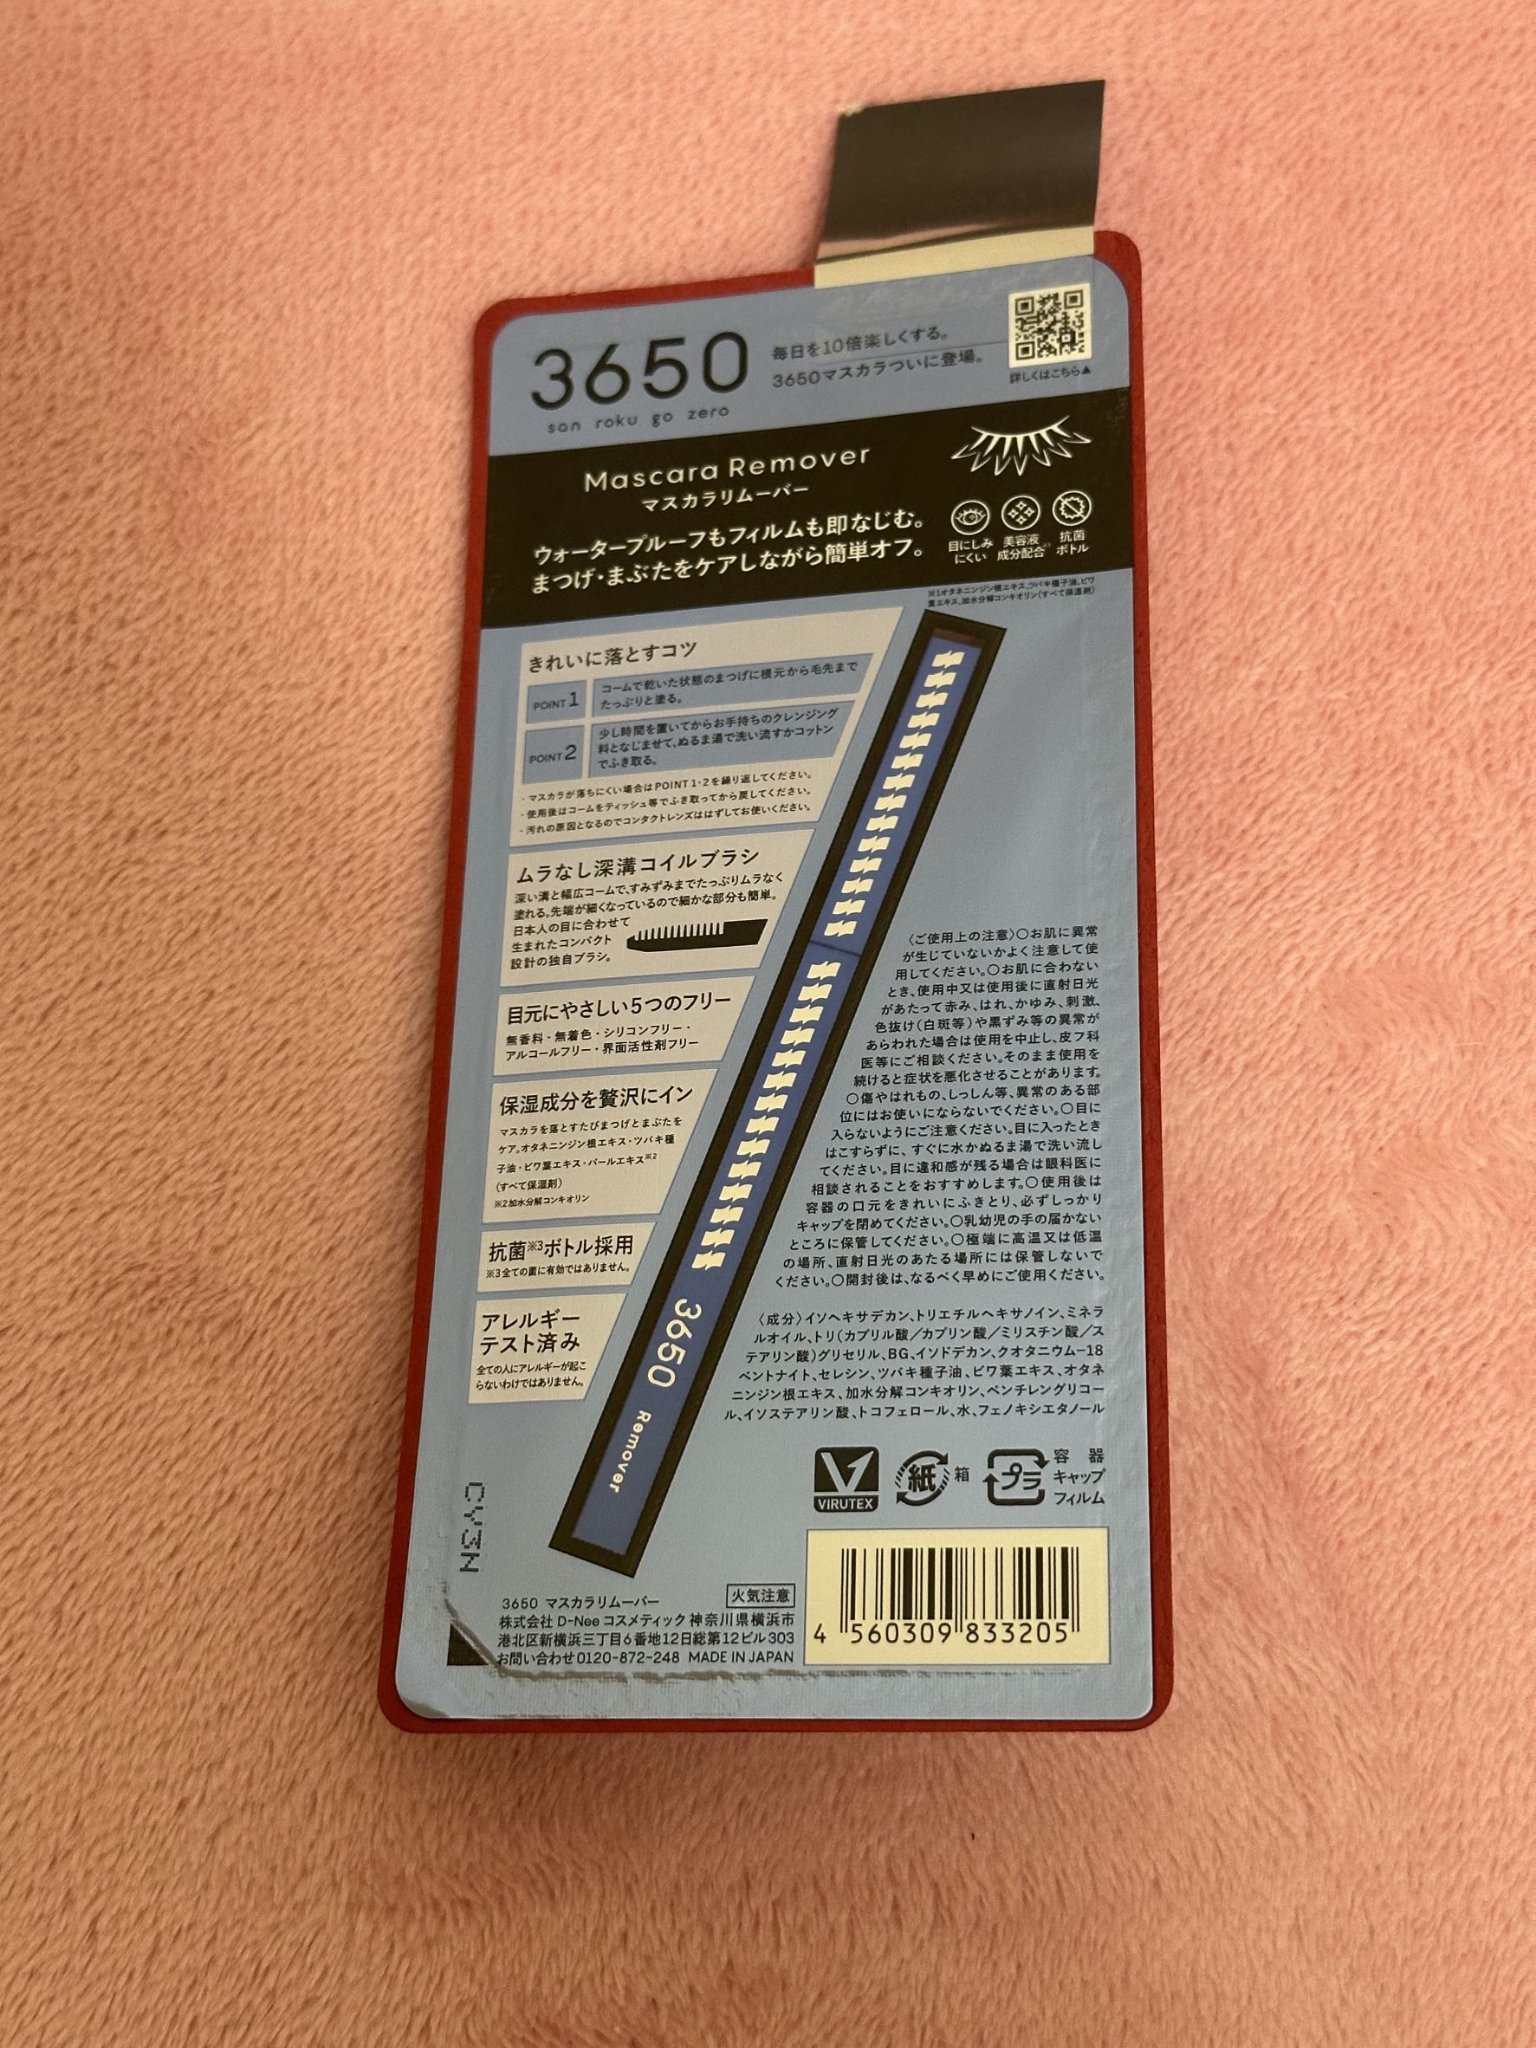 3650
san roku go zero
毎日を10倍楽しくする。
3650マスカラついに登場。
詳しくはこちら▲
Mascara Remover
マスカラリムーバー
ウォータープルーフもフィルムも即なじむ。
まつげ・まぶたをケアしながら簡単オフ。
目にしみ
にくい
美容液
成分配合※1
抗菌
ボトル
※1オタネニンジン根エキス、ツバキ種子油、ビワ
葉エキス、加水分解コンキオリン(すべて保湿剤)
きれいに落とすコツ
POINT 1
コームで乾いた状態のまつげに根元から毛先まで
たっぷりと塗る。
POINT 2
少し時間を置いてからお手持ちのクレンジング
料となじませて、ぬるま湯で洗い流すかコットン
でふき取る。
・マスカラが落ちにくい場合はPOINT 1・2を繰り返してください。
・使用後はコームをティッシュ等でふき取ってから戻してください。
・汚れの原因となるのでコンタクトレンズははずしてお使いください。
ムラなし深溝コイルブラシ
深い溝と幅広コームで、すみずみまでたっぷりムラなく
塗れる。先端が細くなっているので細かな部分も簡単。
日本人の目に合わせて
生まれたコンパクト
設計の独自ブラシ。
目元にやさしい5つのフリー
無香料・無着色・シリコンフリー・
アルコールフリー・界面活性剤フリー
保湿成分を贅沢にイン
マスカラを落とすたびまつげとまぶたを
ケア。オタネニンジン根エキス・ツバキ種
子油・ビワ葉エキス・パールエキス※2
(すべて保湿剤)
※2加水分解コンキオリン
抗菌※3ボトル採用
※3全ての菌に有効ではありません。
アレルギー
テスト済み
全ての人にアレルギーが起こ
らないわけではありません。
3650 Remover
〈ご使用上の注意〉○お肌に異常
が生じていないかよく注意して使
用してください。○お肌に合わない
とき、使用中又は使用後に直射日光
があたって赤み、はれ、かゆみ、刺激、
色抜け(白斑等)や黒ずみ等の異常が
あらわれた場合は使用を中止し、皮フ科
医等にご相談ください。そのまま使用を
続けると症状を悪化させることがあります。
○傷やはれもの、しっしん等、異常のある部
位にはお使いにならないでください。○目に
入らないようにご注意ください。目に入ったとき
はこすらずに、すぐに水かぬるま湯で洗い流し
てください。目に違和感が残る場合は眼科医に
相談されることをおすすめします。○使用後は
容器の口元をきれいにふきとり、必ずしっかり
キャップを閉めてください。○乳幼児の手の届かない
ところに保管してください。○極端に高温又は低温
の場所、直射日光のあたる場所には保管しないで
ください。○開封後は、なるべく早めにご使用ください。
〈成分〉イソヘキサデカン、トリエチルヘキサノイン、ミネラ
ルオイル、トリ(カプリル酸/カプリン酸/ミリスチン酸/ス
テアリン酸)グリセリル、BG、イソドデカン、クオタニウム-18
ベントナイト、セレシン、ツバキ種子油、ビワ葉エキス、オタネ
ニンジン根エキス、加水分解コンキオリン、ペンチレングリコー
ル、イソステアリン酸、トコフェロール、水、フェノキシエタノール
VIRUTEX
紙
箱
プラ
容器
キャップ
フィルム
CY3N
3650 マスカラリムーバー
火気注意
株式会社 D-Nee コスメティック 神奈川県横浜市
港北区新横浜三丁目6番地12日総第12ビル303
お問い合わせ0120-872-248 MADE IN JAPAN
4 560309 833205